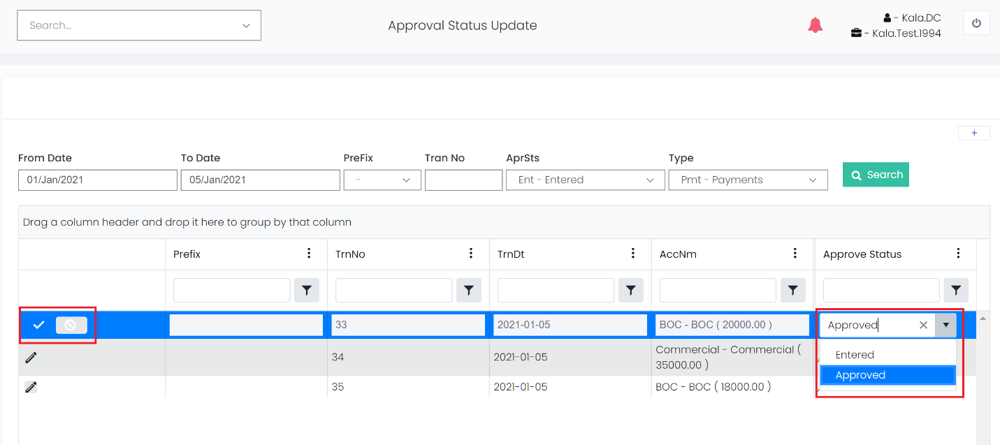 Search...
Approval Status Update
- Kala.DC
- Kala.Test.1994
+
From Date
To Date
PreFix
Tran No
AprSts
Type
01/Jan/2021
05/Jan/2021
-
Ent - Entered
Pmt - Payments
Search
Drag a column header and drop it here to group by that column
Prefix
TrnNo
TrnDt
AccNm
Approve Status
33
2021-01-05
BOC - BOC ( 20000.00 )
Approved
Entered
Approved
34
2021-01-05
Commercial - Commercial (
35000.00 )
35
2021-01-05
BOC - BOC ( 18000.00 )